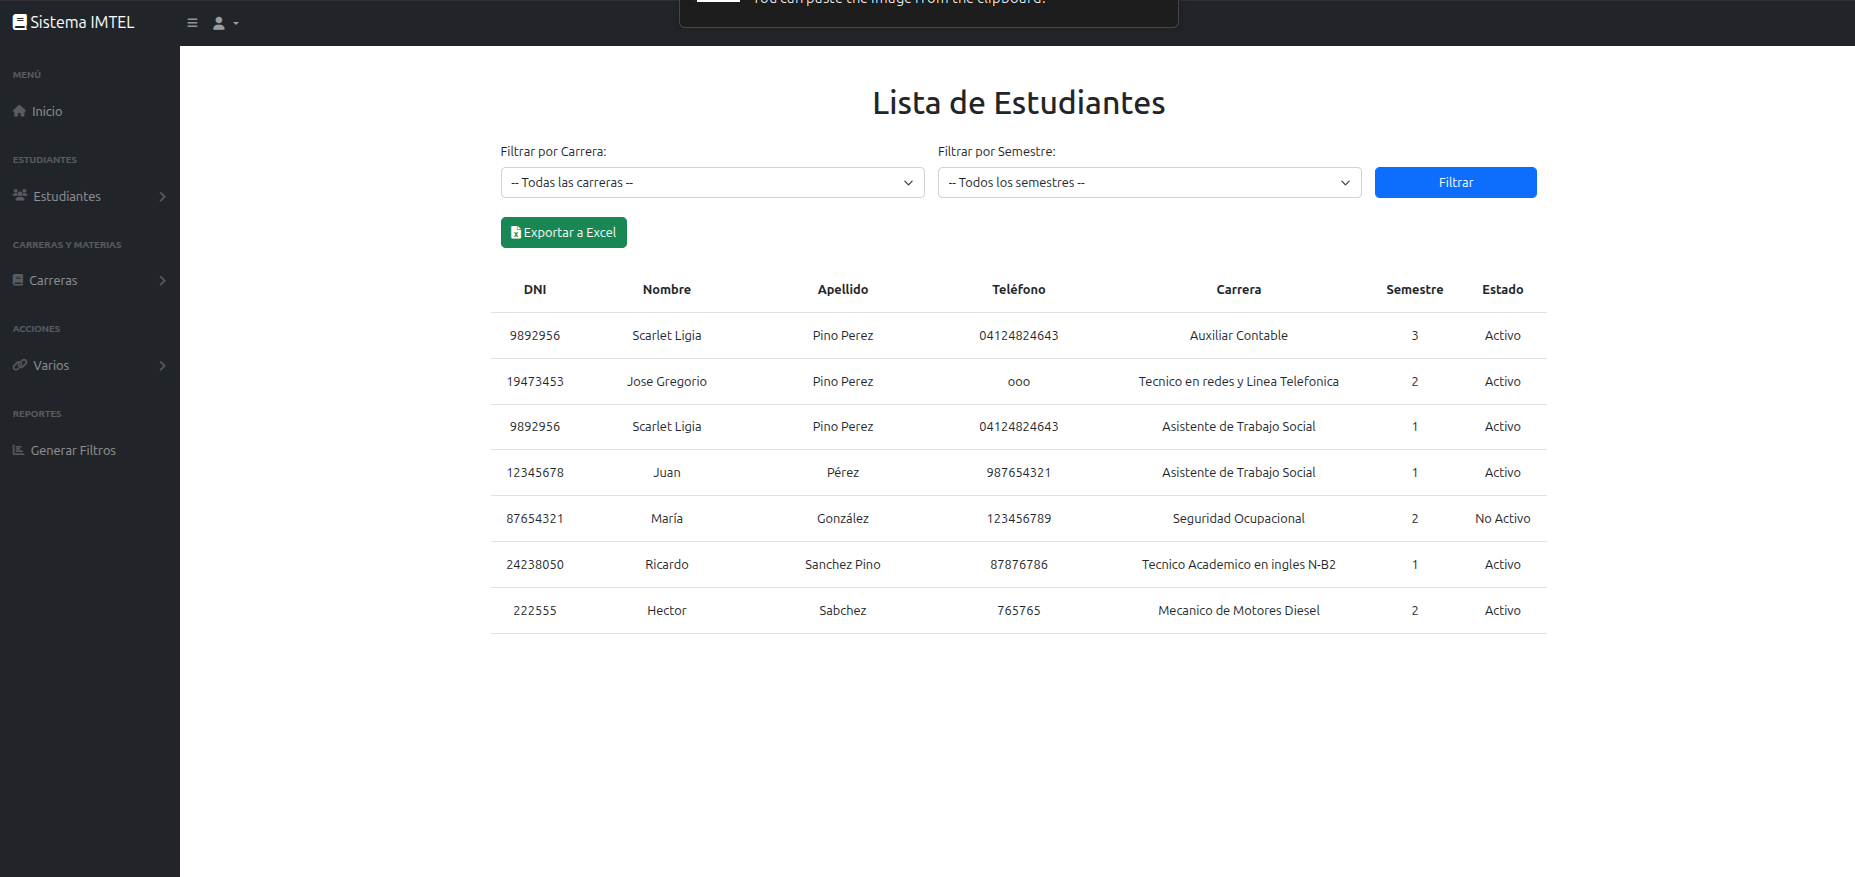 You can paste the image from the clipboard.
Sistema IMTEL
MENÚ
Inicio
ESTUDIANTES
Estudiantes
CARRERAS Y MATERIAS
Carreras
ACCIONES
Varios
REPORTES
Generar Filtros
Lista de Estudiantes
Filtrar por Carrera: Filtrar por Semestre:
-- Todas las carreras -- -- Todos los semestres -- Filtrar
Exportar a Excel
DNI Nombre Apellido Teléfono Carrera Semestre Estado
9892956 Scarlet Ligia Pino Perez 04124824643 Auxiliar Contable 3 Activo
19473453 Jose Gregorio Pino Perez ooo Tecnico en redes y Linea Telefonica 2 Activo
9892956 Scarlet Ligia Pino Perez 04124824643 Asistente de Trabajo Social 1 Activo
12345678 Juan Pérez 987654321 Asistente de Trabajo Social 1 Activo
87654321 María González 123456789 Seguridad Ocupacional 2 No Activo
24238050 Ricardo Sanchez Pino 87876786 Tecnico Academico en ingles N-B2 1 Activo
222555 Hector Sabchez 765765 Mecanico de Motores Diesel 2 Activo